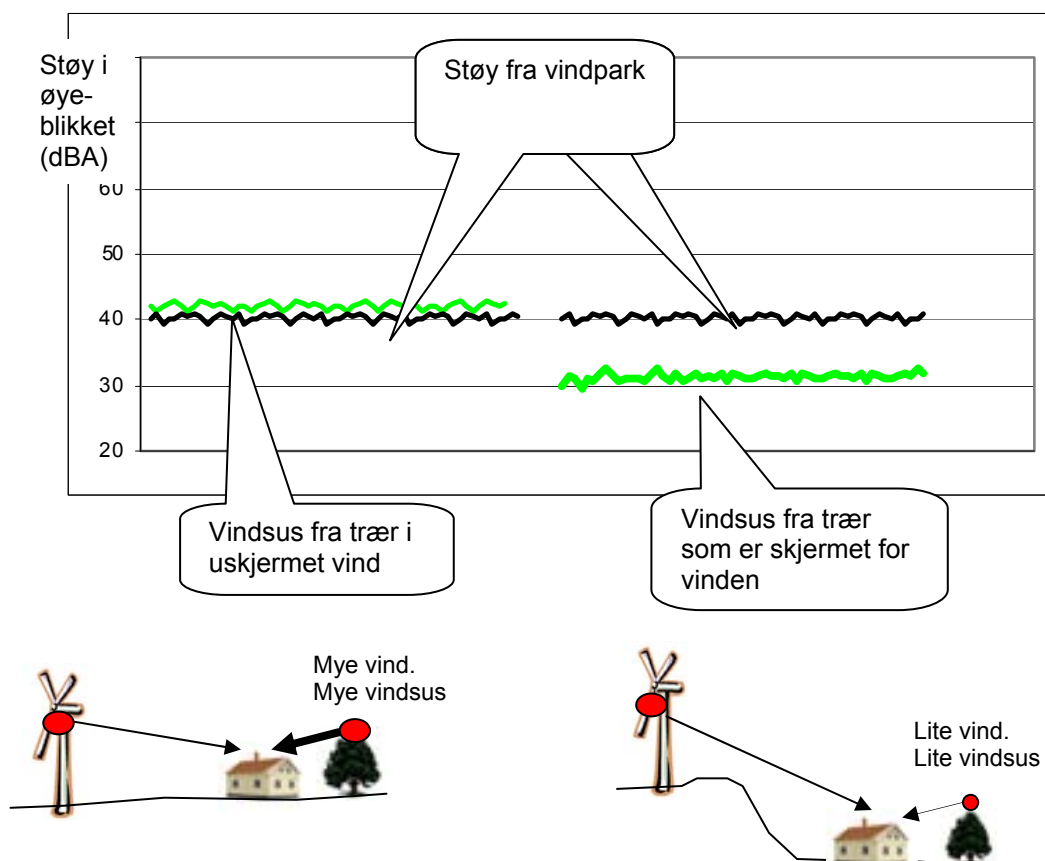 Støy i
øye-
blikket
(dBA)
Støy fra vindpark
60
50
40
30
20
Vindsus fra trær i
uskjermet vind
Vindsus fra trær
som er skjermet for
vinden
Mye vind.
Mye vindsus
Lite vind.
Lite vindsus